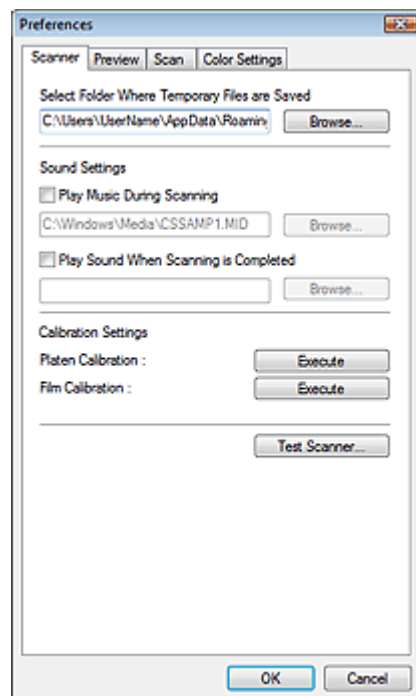 Preferences
Scanner Preview Scan Color Settings
Select Folder Where Temporary Files are Saved
C:\Users\UserName\AppData\Roaming Browse...
Sound Settings
Play Music During Scanning
C:\Windows\Media\CSSAMP1.MID Browse...
Play Sound When Scanning is Completed
Browse...
Calibration Settings
Platen Calibration : Execute
Film Calibration : Execute
Test Scanner...
OK Cancel